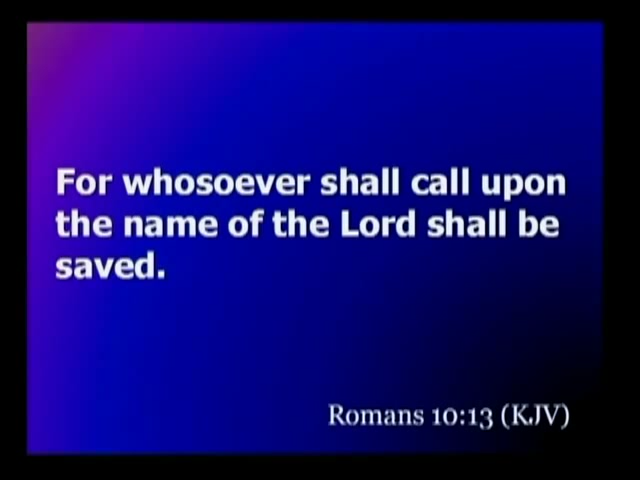 For whosoever shall call upon
the name of the Lord shall be
saved.
Romans 10:13 (KJV)